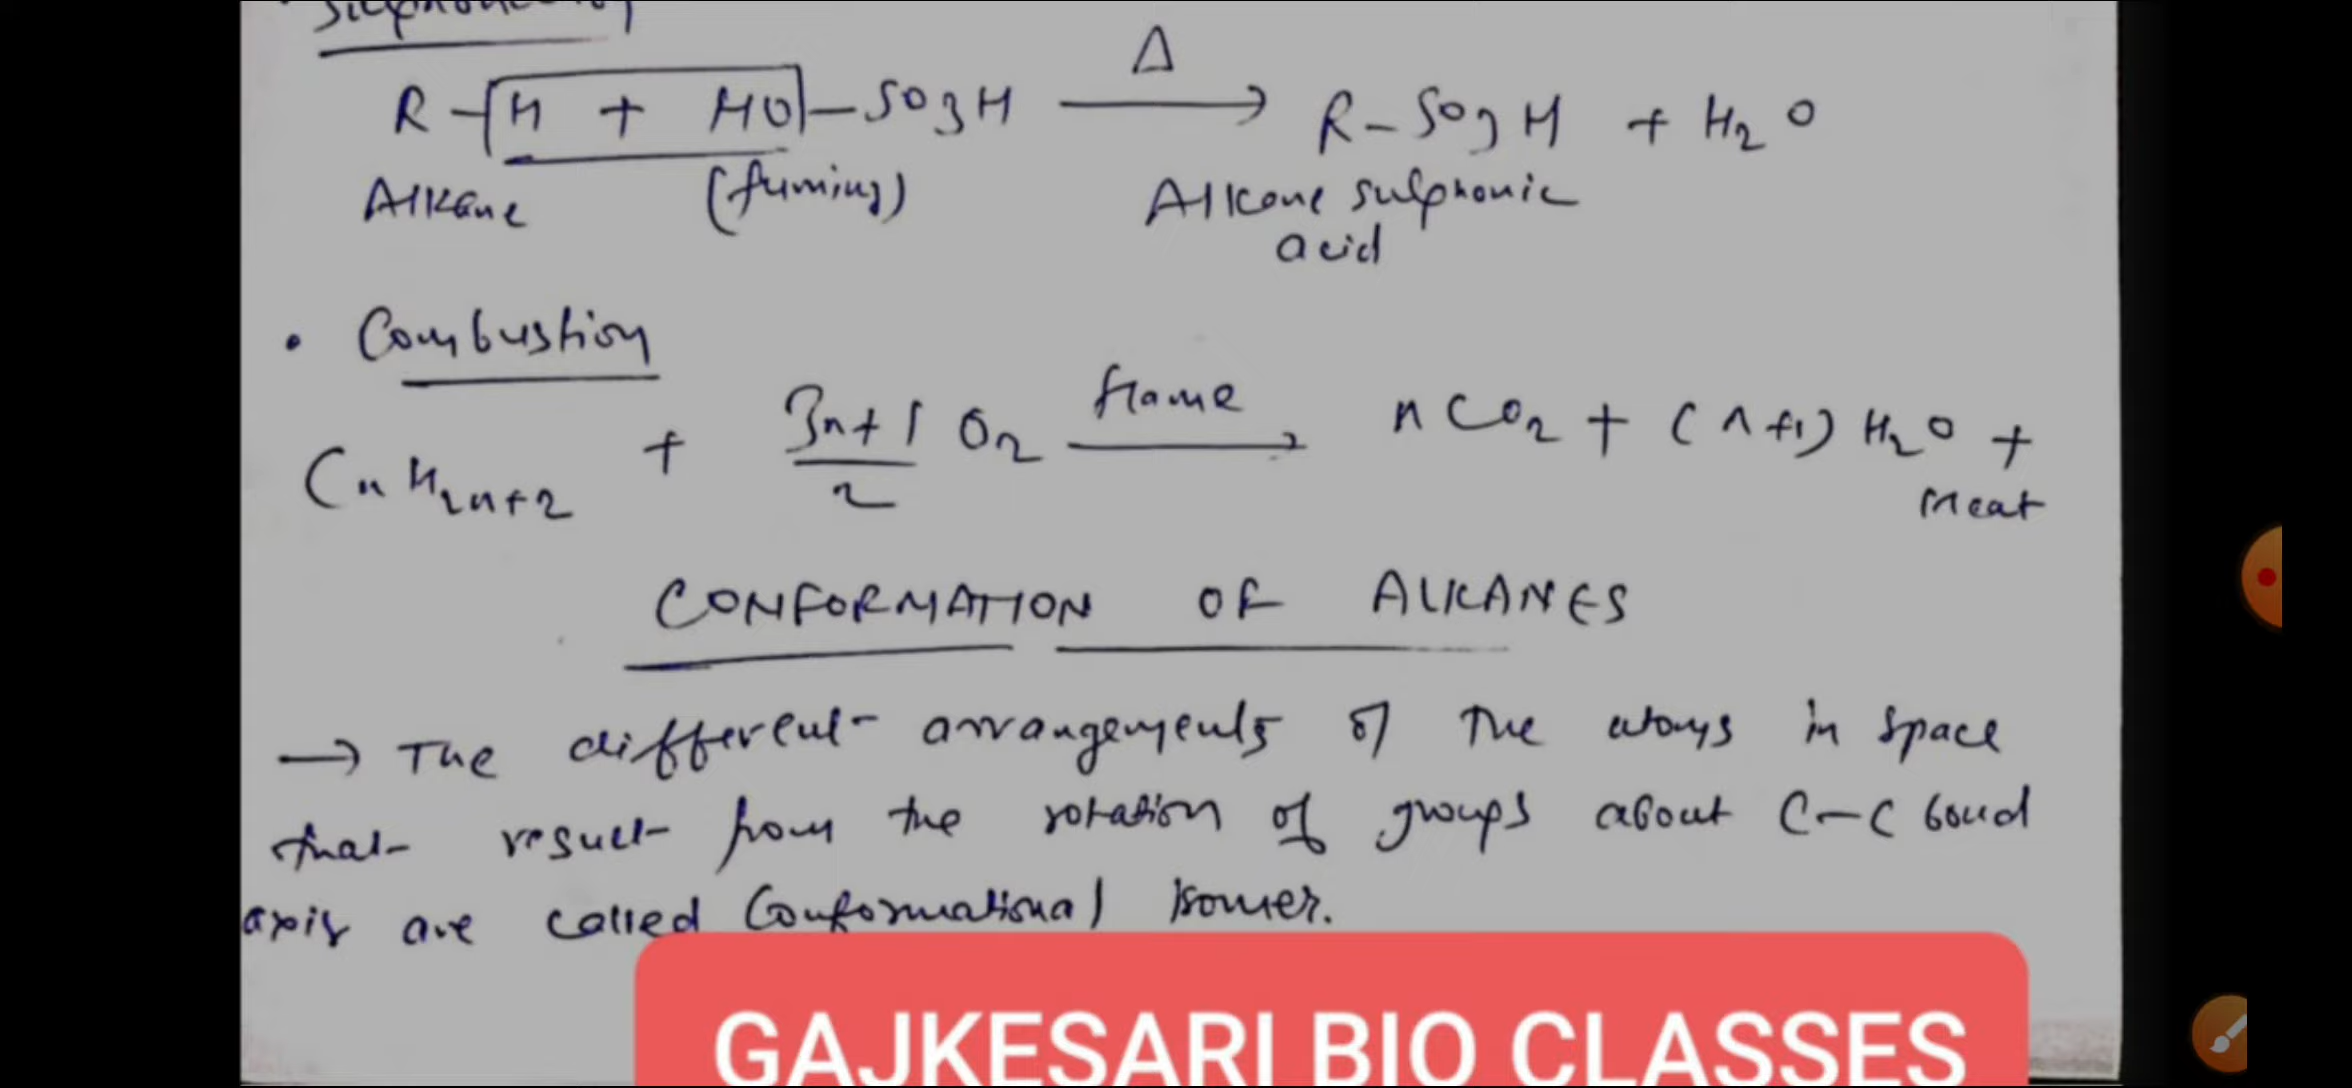 R-H + HO-SO3H →Δ R-SO3H + H2O
Alkane (fuming) Alkane sulphonic
acid
• Combustion
CnH2n+2 + 3n+1/2 O2 →flame nCO2 + (n+1) H2O +
Heat
CONFORMATION OF ALKANES
→ The different arrangements of the atoms in space
that result from the rotation of groups about C-C bond
axis are called Conformational Isomer.
GAJKESARI BIO CLASSES